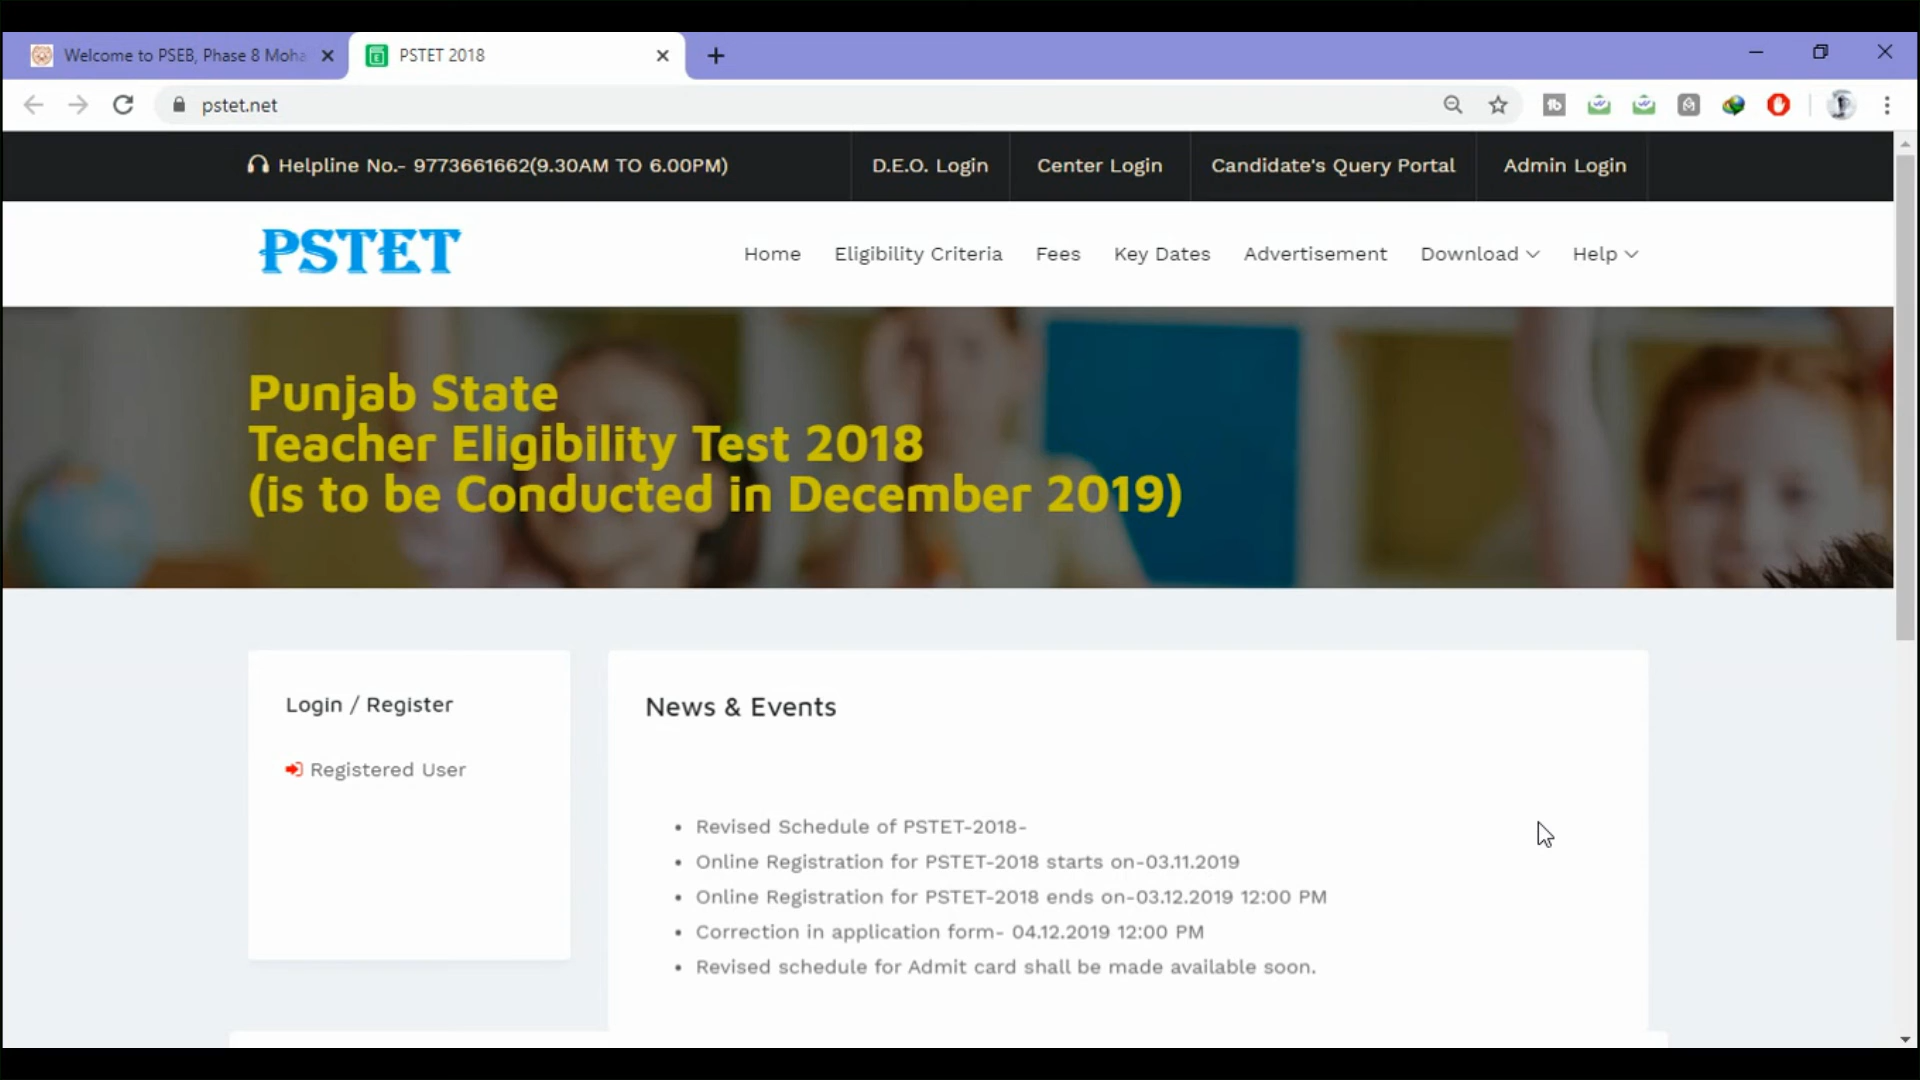 Welcome to PSEB, Phase 8 Moha
PSTET 2018
pstet.net
Helpline No.- 9773661662(9.30AM TO 6.00PM)
D.E.O. Login
Center Login
Candidate's Query Portal
Admin Login
PSTET
Home
Eligibility Criteria
Fees
Key Dates
Advertisement
Download
Help
Punjab State
Teacher Eligibility Test 2018
(is to be Conducted in December 2019)
Login / Register
Registered User
News & Events
• Revised Schedule of PSTET-2018-
• Online Registration for PSTET-2018 starts on-03.11.2019
• Online Registration for PSTET-2018 ends on-03.12.2019 12:00 PM
• Correction in application form- 04.12.2019 12:00 PM
• Revised schedule for Admit card shall be made available soon.